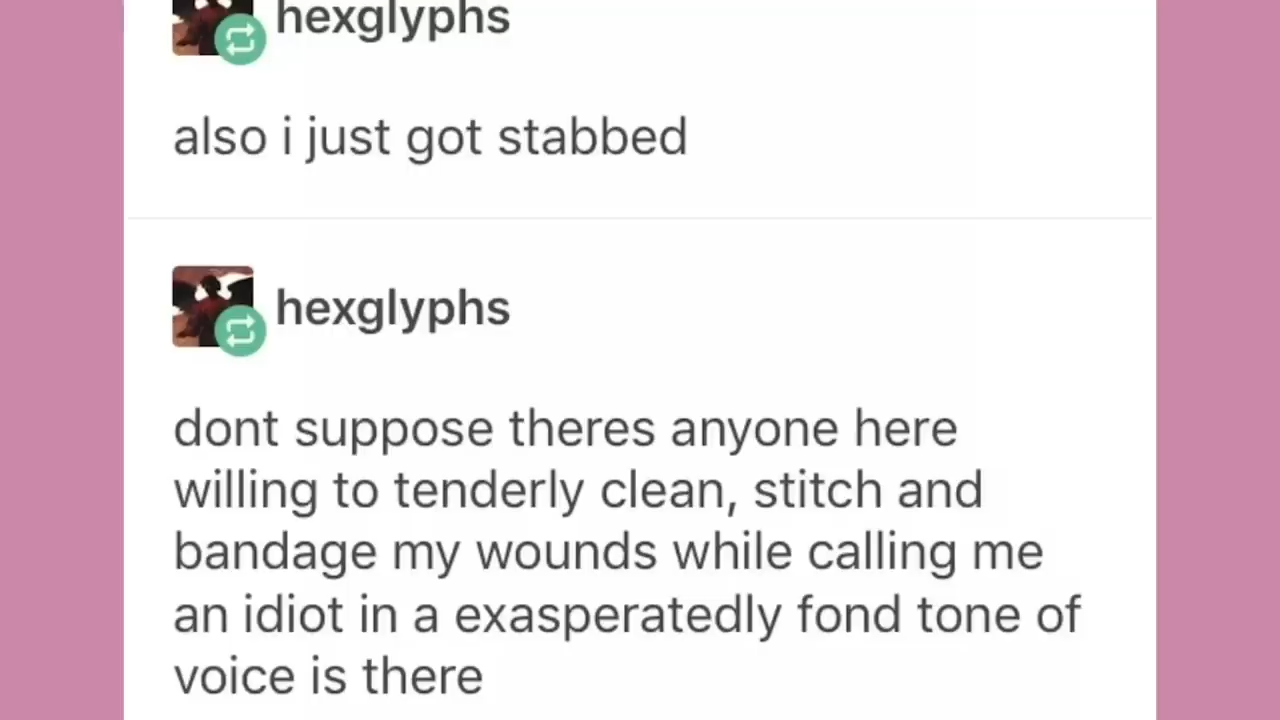 hexglyphs
also i just got stabbed
hexglyphs
dont suppose theres anyone here
willing to tenderly clean, stitch and
bandage my wounds while calling me
an idiot in a exasperatedly fond tone of
voice is there